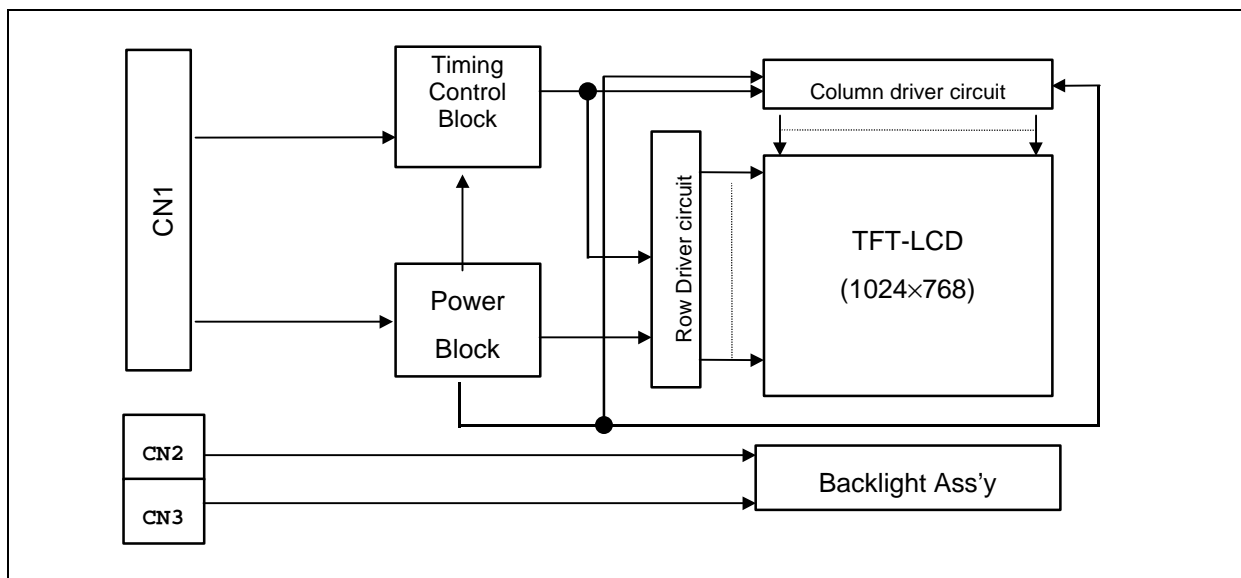 CN1
Timing
Control
Block
Power
Block
Row Driver circuit
Column driver circuit
TFT-LCD
(1024×768)
CN2
CN3
Backlight Ass’y